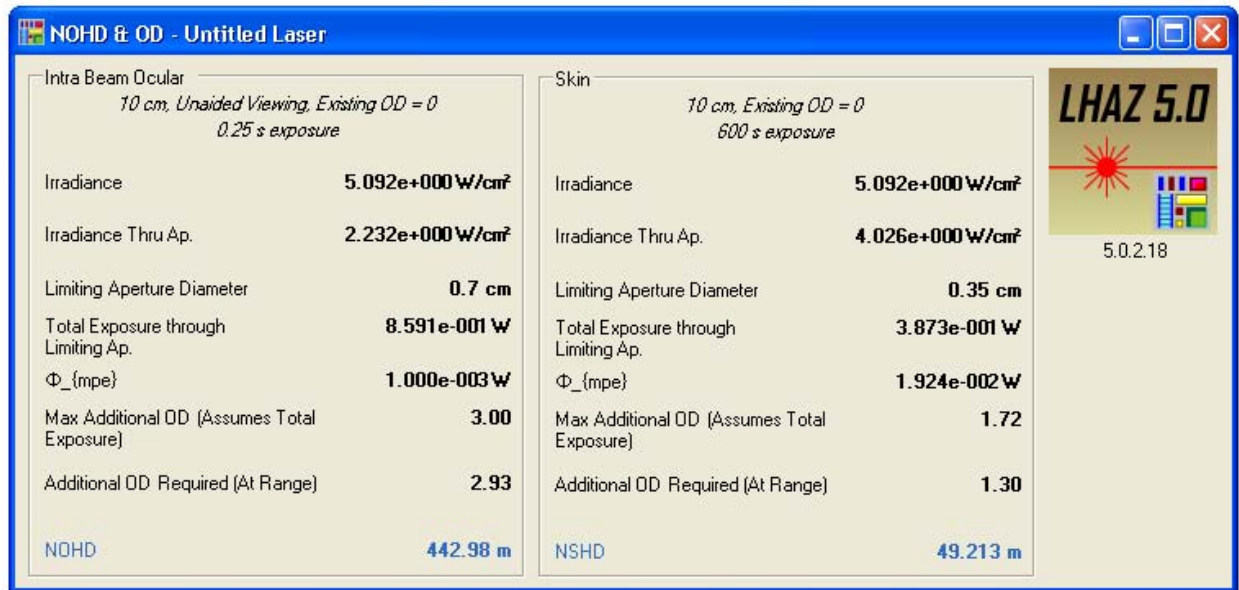 NOHD & OD - Untitled Laser
Intra Beam Ocular
10 cm, Unaided Viewing, Existing OD = 0
0.25 s exposure
Irradiance 5.092e+000 W/cm²
Irradiance Thru Ap. 2.232e+000 W/cm²
Limiting Aperture Diameter 0.7 cm
Total Exposure through 8.591e-001 W
Limiting Ap.
Φ_{mpe} 1.000e-003 W
Max Additional OD (Assumes Total 3.00
Exposure)
Additional OD Required (At Range) 2.93
NOHD 442.98 m
Skin
10 cm, Existing OD = 0
600 s exposure
Irradiance 5.092e+000 W/cm²
Irradiance Thru Ap. 4.026e+000 W/cm²
Limiting Aperture Diameter 0.35 cm
Total Exposure through 3.873e-001 W
Limiting Ap.
Φ_{mpe} 1.924e-002 W
Max Additional OD (Assumes Total 1.72
Exposure)
Additional OD Required (At Range) 1.30
NSHD 49.213 m
LHAZ 5.0
5.0.2.18